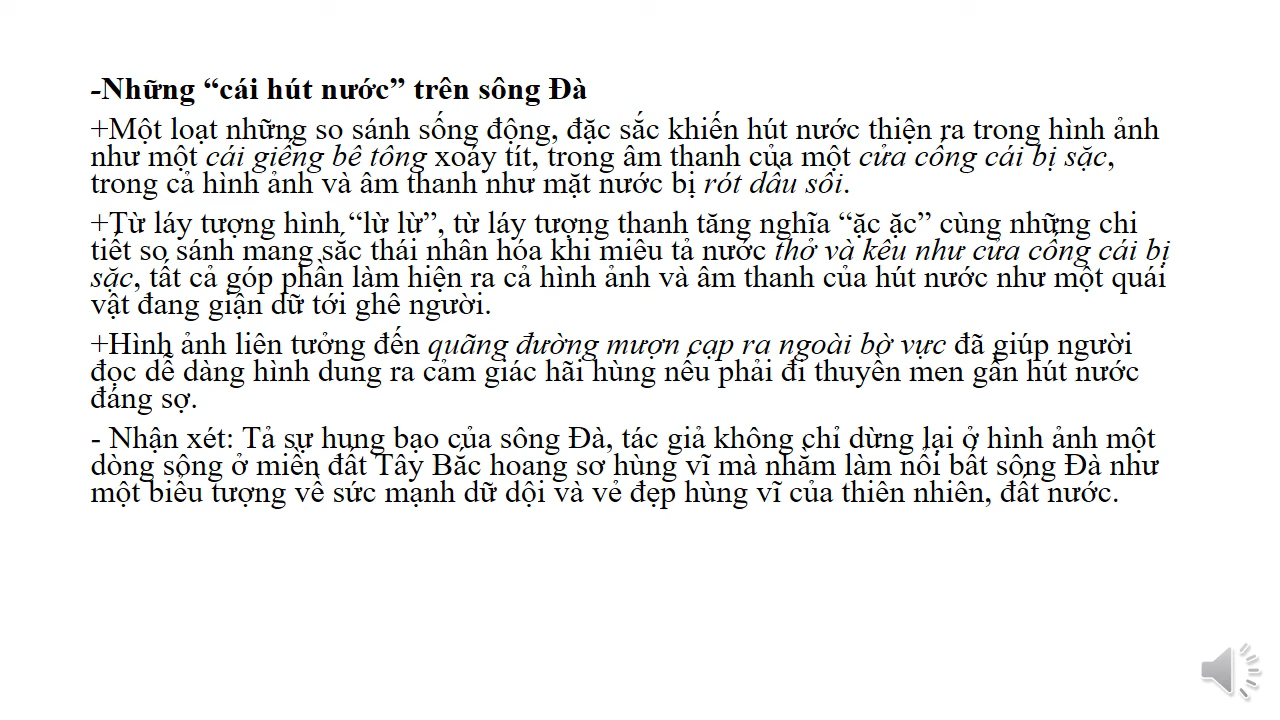 -Những “cái hút nước” trên sông Đà
+Một loạt những so sánh sống động, đặc sắc khiến hút nước thiện ra trong hình ảnh
như một cái giếng bê tông xoáy tít, trong âm thanh của một cửa cống cái bị sặc,
trong cả hình ảnh và âm thanh như mặt nước bị rót dầu sôi.
+Từ láy tượng hình “lừ lừ”, từ láy tượng thanh tăng nghĩa “ặc ặc” cùng những chi
tiết so sánh mang sắc thái nhân hóa khi miêu tả nước thở và kêu như cửa cống cái bị
sặc, tất cả góp phần làm hiện ra cả hình ảnh và âm thanh của hút nước như một quái
vật đang giận dữ tới ghê người.
+Hình ảnh liên tưởng đến quãng đường mượn cạp ra ngoài bờ vực đã giúp người
đọc dễ dàng hình dung ra cảm giác hãi hùng nếu phải đi thuyền men gần hút nước
đáng sợ.
- Nhận xét: Tả sự hung bạo của sông Đà, tác giả không chỉ dừng lại ở hình ảnh một
dòng sông ở miền đất Tây Bắc hoang sơ hùng vĩ mà nhằm làm nổi bât sông Đà như
một biểu tượng về sức mạnh dữ dội và vẻ đẹp hùng vĩ của thiên nhiên, đất nước.